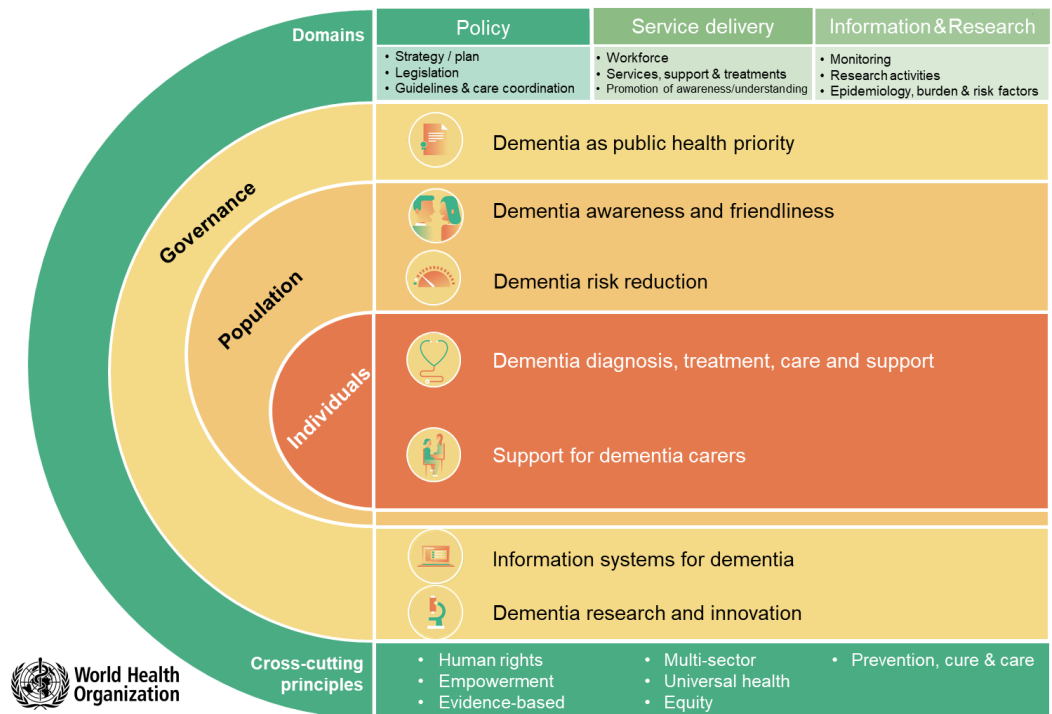 Domains
Policy
Service delivery
Information & Research
• Strategy / plan
• Legislation
• Guidelines & care coordination
• Workforce
• Services, support & treatments
• Promotion of awareness/understanding
• Monitoring
• Research activities
• Epidemiology, burden & risk factors
Governance
Dementia as public health priority
Population
Dementia awareness and friendliness
Dementia risk reduction
Individuals
Dementia diagnosis, treatment, care and support
Support for dementia carers
Information systems for dementia
Dementia research and innovation
Cross-cutting
principles
• Human rights
• Empowerment
• Evidence-based
• Multi-sector
• Universal health
• Equity
• Prevention, cure & care
World Health
Organization